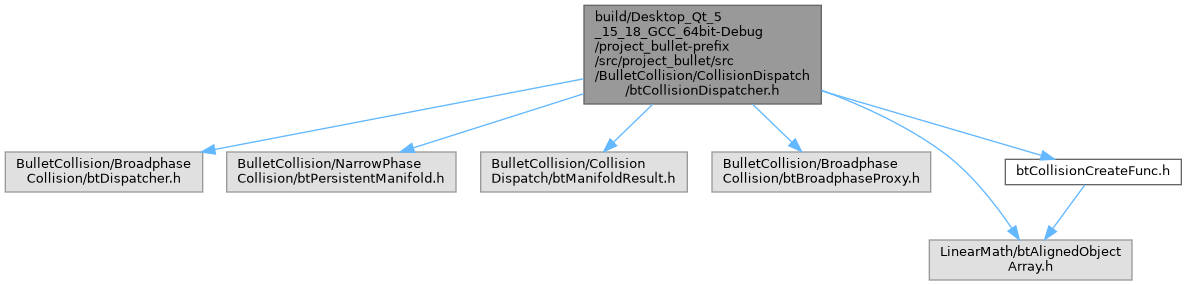 build/Desktop_Qt_5
_15_18_GCC_64bit-Debug
/project_bullet-prefix
/src/project_bullet/src
/BulletCollision/CollisionDispatch
/btCollisionDispatcher.h
BulletCollision/Broadphase
Collision/btDispatcher.h
BulletCollision/NarrowPhase
Collision/btPersistentManifold.h
BulletCollision/Collision
Dispatch/btManifoldResult.h
BulletCollision/Broadphase
Collision/btBroadphaseProxy.h
btCollisionCreateFunc.h
LinearMath/btAlignedObject
Array.h